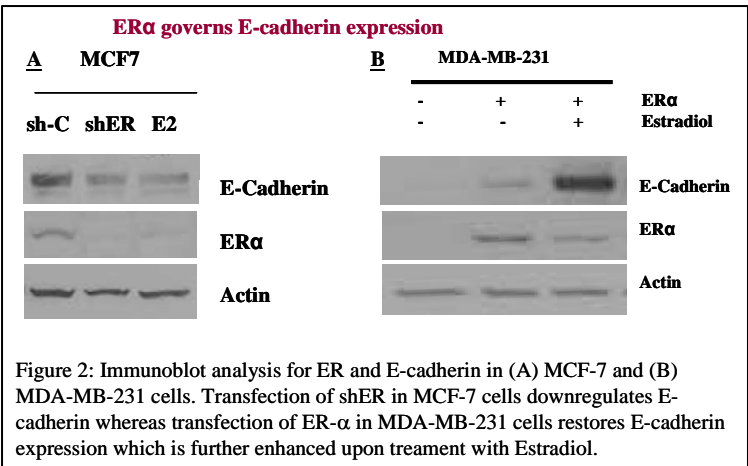 ERα governs E-cadherin expression
A MCF7
sh-C shER E2
E-Cadherin
ERα
Actin
B MDA-MB-231
- + + ERα
- - + Estradiol
E-Cadherin
ERα
Actin
Figure 2: Immunoblot analysis for ER and E-cadherin in (A) MCF-7 and (B)
MDA-MB-231 cells. Transfection of shER in MCF-7 cells downregulates E-
cadherin whereas transfection of ER-α in MDA-MB-231 cells restores E-cadherin
expression which is further enhanced upon treament with Estradiol.